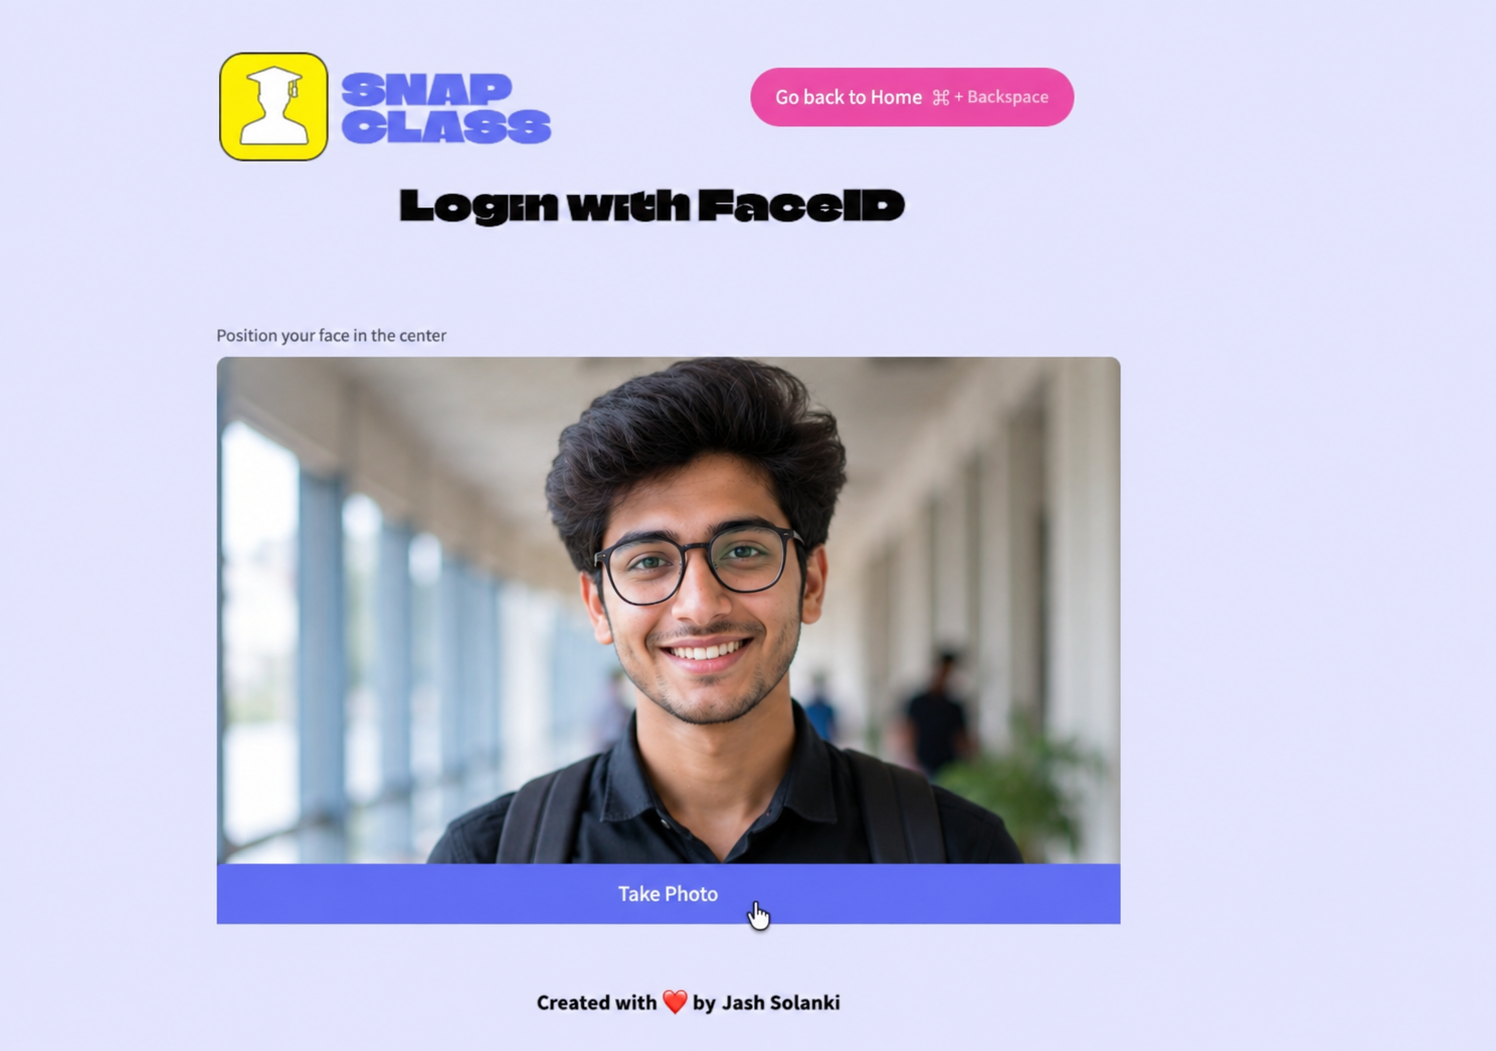 SNAP
CLASS
Go back to Home ⌘ + Backspace
Login with FaceID
Position your face in the center
Take Photo
Created with ❤️ by Jash Solanki